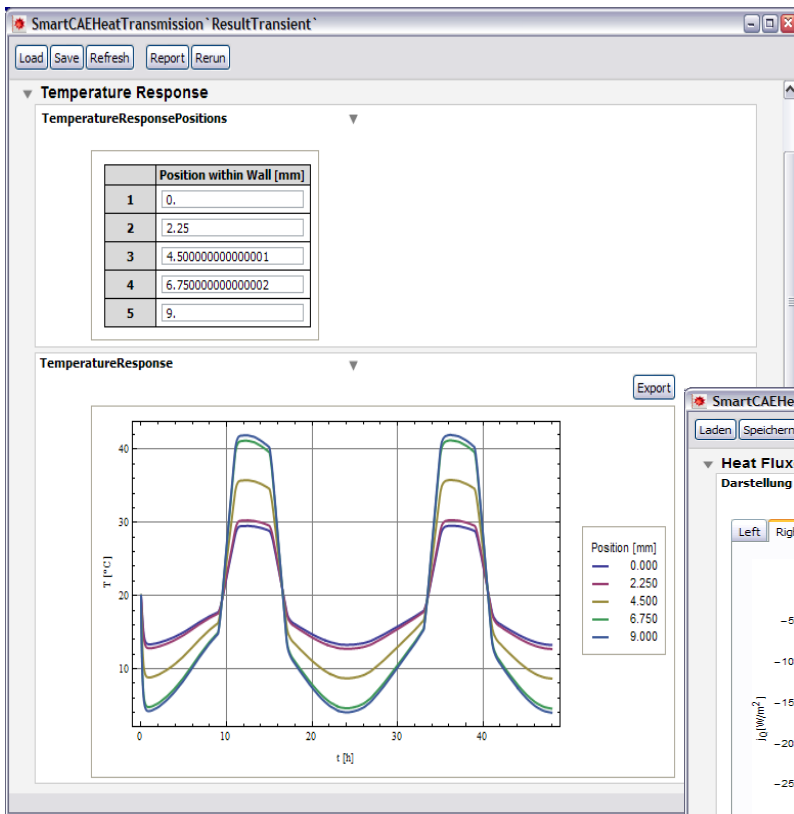 SmartCAEHeatTransmission`ResultTransient`
Load Save Refresh Report Rerun
Temperature Response
TemperatureResponsePositions
Position within Wall [mm]
1 0.
2 2.25
3 4.500000000000001
4 6.750000000000002
5 9.
TemperatureResponse
Export
40
30
20
10
T [°C]
0 10 20 30 40
t [h]
Position [mm]
0.000
2.250
4.500
6.750
9.000
SmartCAEHe
Laden Speichern
Heat Flux
Darstellung
Left Rig
-5
-10
-15
-20
-25
j0[W/m²]